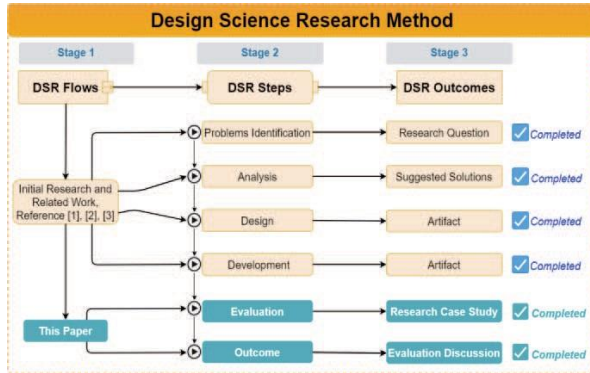 Design Science Research Method
Stage 1
Stage 2
Stage 3
DSR Flows
DSR Steps
DSR Outcomes
Problems Identification
Research Question
Completed
Analysis
Suggested Solutions
Completed
Initial Research and
Related Work,
Reference [1], [2], [3]
Design
Artifact
Completed
Development
Artifact
Completed
This Paper
Evaluation
Research Case Study
Completed
Outcome
Evaluation Discussion
Completed